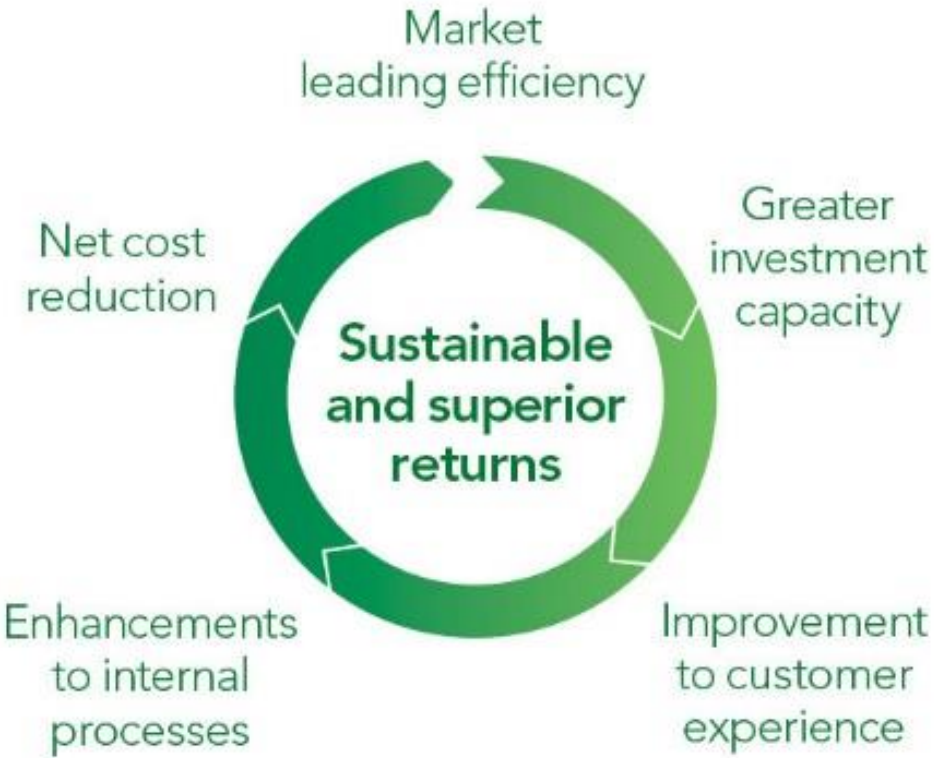 Market
leading efficiency
Greater
investment
capacity
Net cost
reduction
Sustainable
and superior
returns
Enhancements
to internal
processes
Improvement
to customer
experience